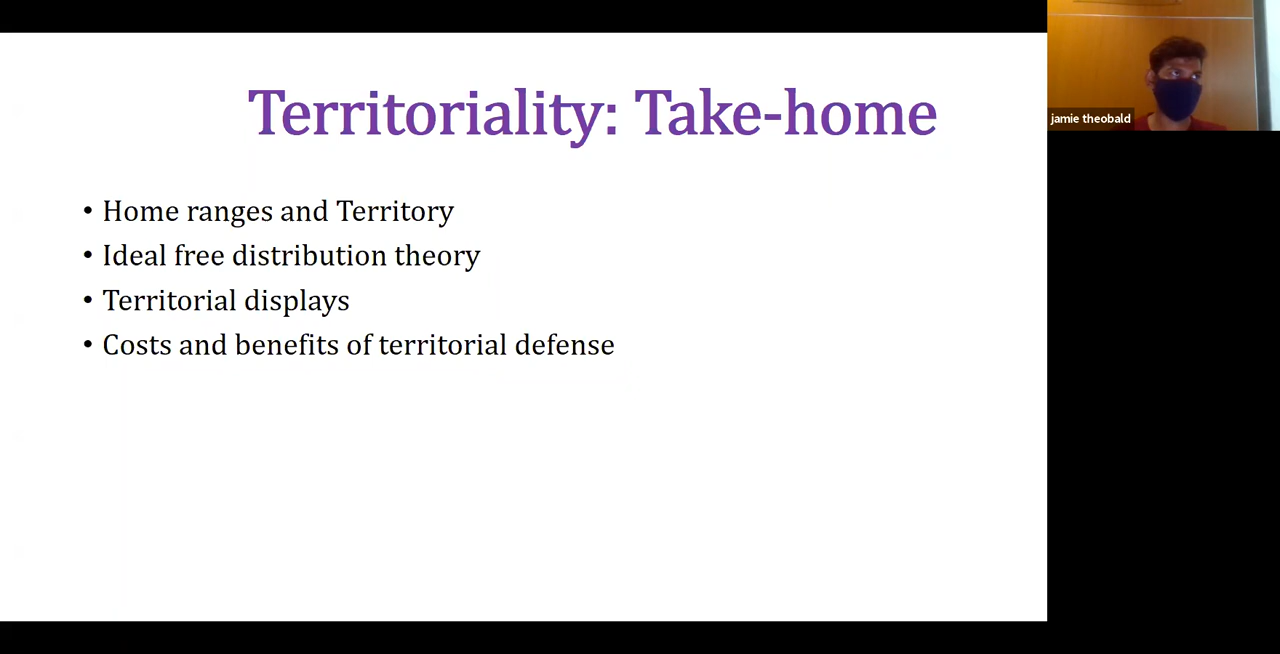 Territoriality: Take-home
• Home ranges and Territory
• Ideal free distribution theory
• Territorial displays
• Costs and benefits of territorial defense
jamie theobald